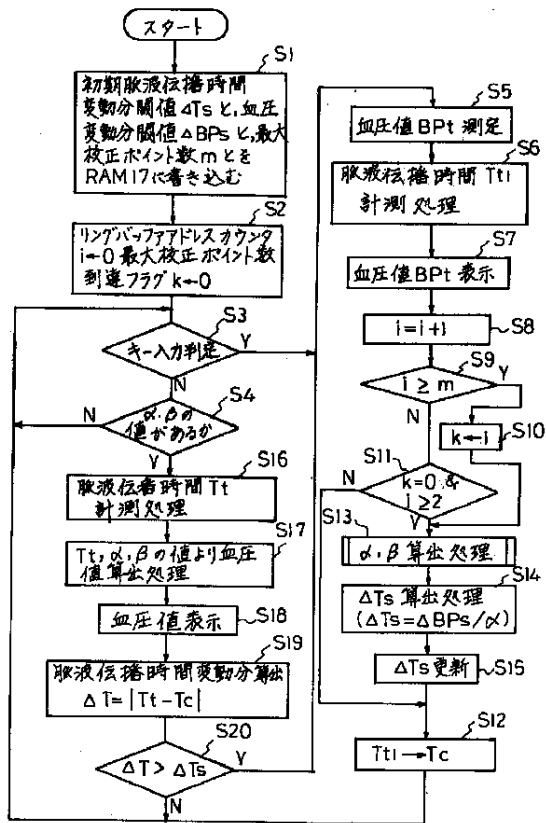 スタート
S1
初期脈波伝播時間
変動分閾値ΔTsと,血圧
変動分閾値ΔBPsと,最大
校正ポイント数mとを
RAM17に書き込む
S2
リングバッファアドレスカウンタ
i←0 最大校正ポイント数
到達フラグ k←0
S3
キー入力判定
Y
N
S4
α,βの
値があるか
N
Y
S16
脈波伝播時間Tt
計測処理
S17
Tt,α,βの値より血圧
値算出処理
S18
血圧値表示
S19
脈波伝播時間変動分算出
ΔT=|Tt-Tc|
S20
ΔT>ΔTs
Y
N
S5
血圧値BPt測定
S6
脈波伝播時間Tt1
計測処理
S7
血圧値BPt表示
S8
i=i+1
S9
i≥m
Y
N
S10
k←1
S11
k=0&
i≥2
N
Y
S13
α,β算出処理
S14
ΔTs算出処理
(ΔTs=ΔBPs/α)
S15
ΔTs更新
S12
Tt1→Tc